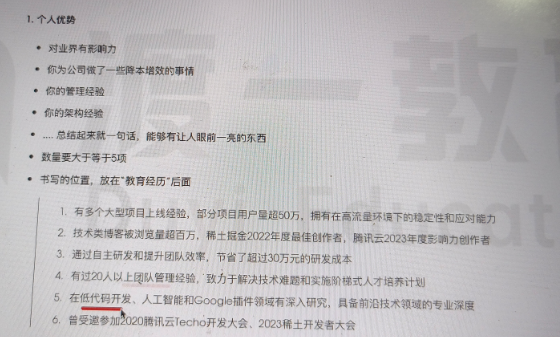 1. 个人优势
• 对业界有影响力
• 你为公司做了一些降本增效的事情
• 你的管理经验
• 你的架构经验
• .... 总结起来就一句话，能够有让人眼前一亮的东西
• 数量要大于等于5项
• 书写的位置，放在"教育经历"后面
1. 有多个大型项目上线经验，部分项目用户量超50万，拥有在高流量环境下的稳定性和应对能力
2. 技术类博客被浏览量超百万，稀土掘金2022年度最佳创作者，腾讯云2023年度影响力创作者
3. 通过自主研发和提升团队效率，节省了超过30万元的研发成本
4. 有过20人以上团队管理经验，致力于解决技术难题和实施阶梯式人才培养计划
5. 在低代码开发、人工智能和Google插件领域有深入研究，具备前沿技术领域的专业深度
6. 曾受邀参加2020腾讯云Techo开发大会、2023稀土开发者大会
渡一教